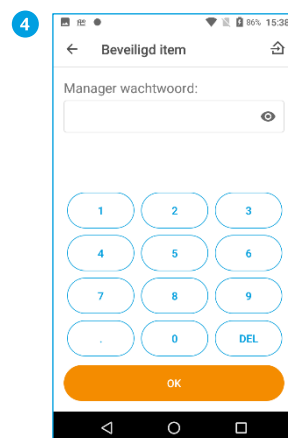 4
86% 15:38
Beveiligd item
Manager wachtwoord:
1 2 3
4 5 6
7 8 9
. 0 DEL
OK